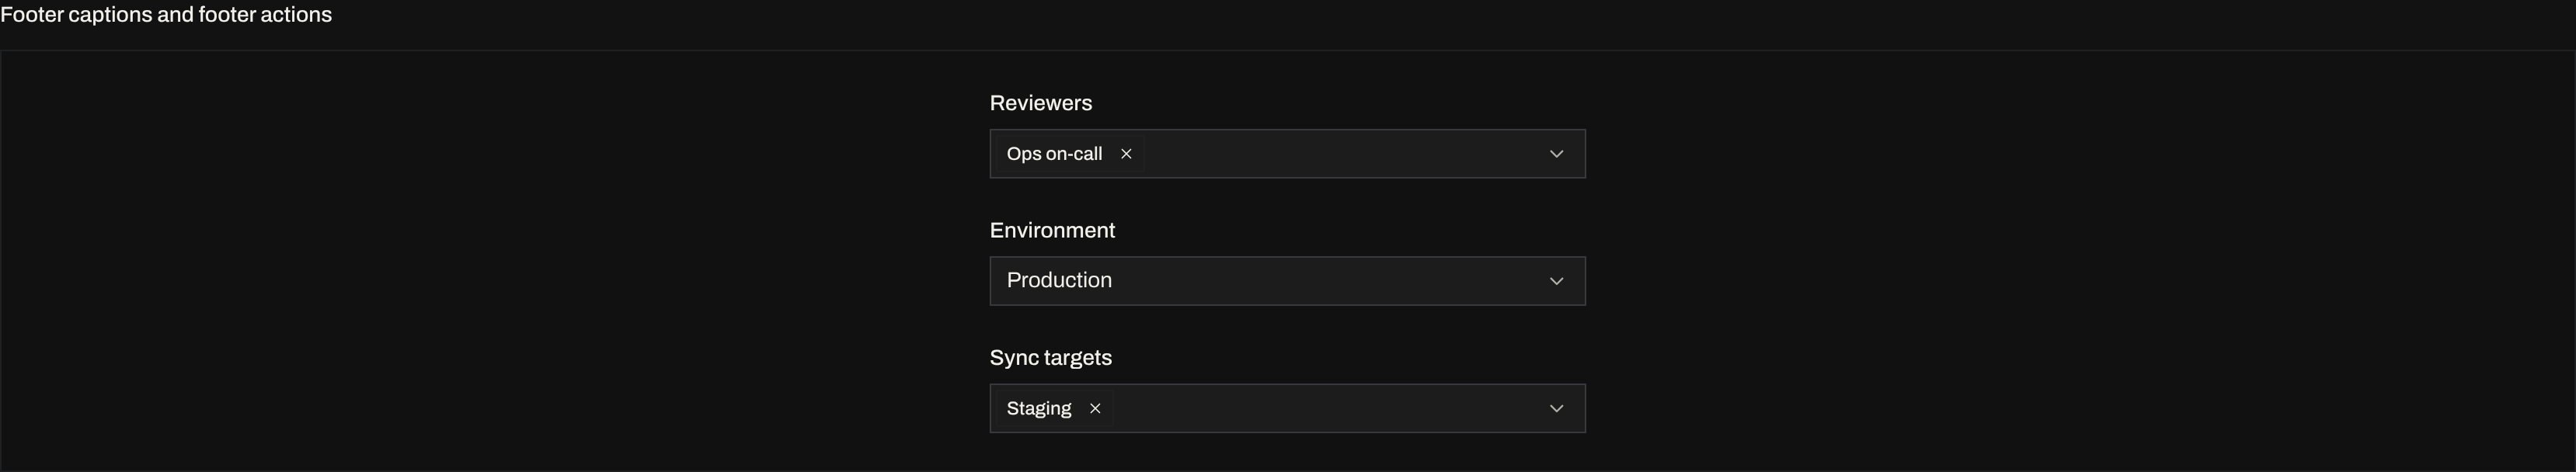 Footer captions and footer actions
Reviewers
Ops on-call
Environment
Production
Sync targets
Staging